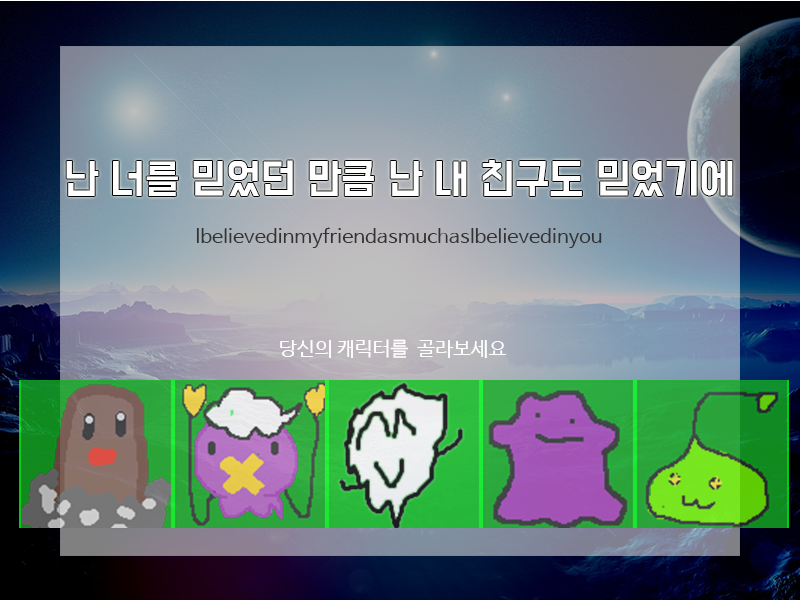 난 너를 믿었던 만큼 난 내 친구도 믿었기에
IbelievedinmyfriendasmuchasIbelievedinyou
당신의 캐릭터를 골라보세요